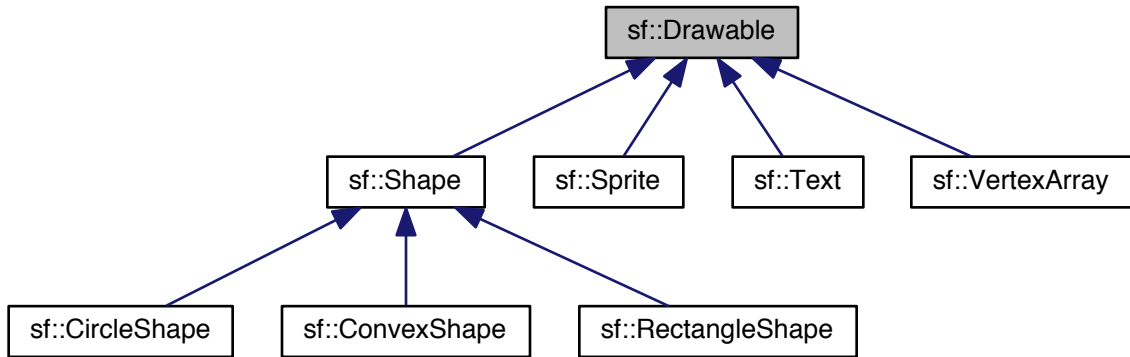 sf::Drawable
sf::Shape
sf::Sprite
sf::Text
sf::VertexArray
sf::CircleShape
sf::ConvexShape
sf::RectangleShape